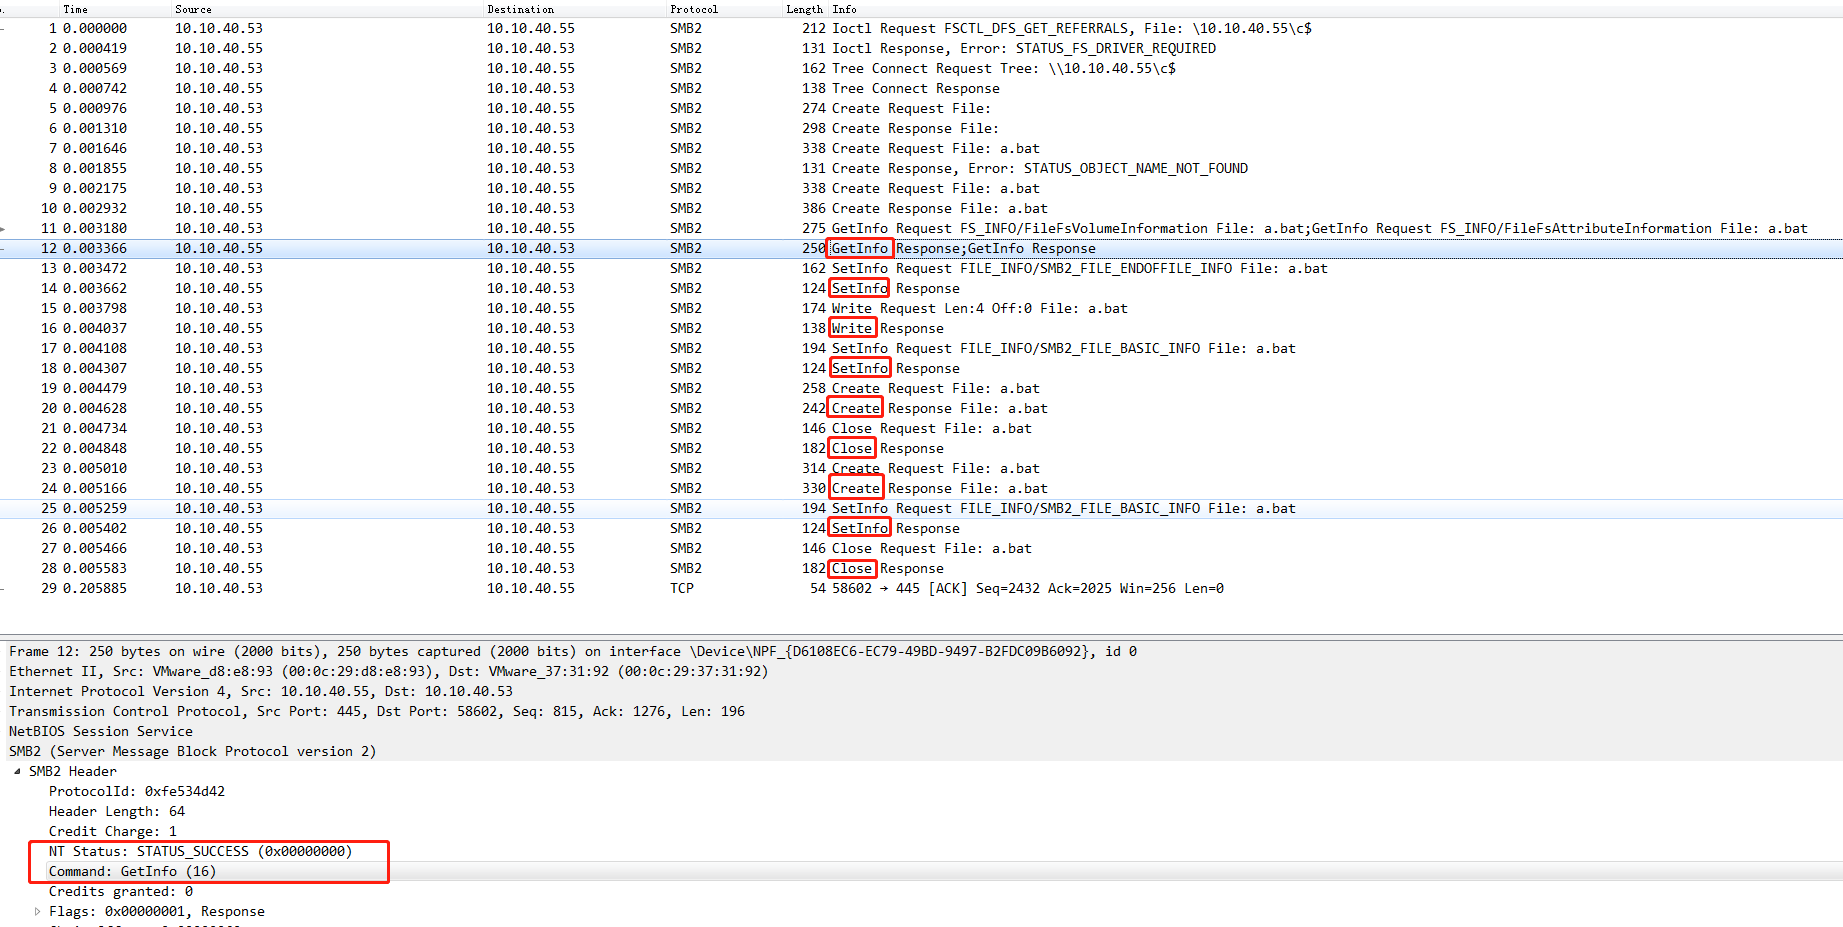 Time Source Destination Protocol Length Info
1 0.000000 10.10.40.53 10.10.40.55 SMB2 212 Ioctl Request FSCTL_DFS_GET_REFERRALS, File: \10.10.40.55\c$
2 0.000419 10.10.40.55 10.10.40.53 SMB2 131 Ioctl Response, Error: STATUS_FS_DRIVER_REQUIRED
3 0.000569 10.10.40.53 10.10.40.55 SMB2 162 Tree Connect Request Tree: \\10.10.40.55\c$
4 0.000742 10.10.40.55 10.10.40.53 SMB2 138 Tree Connect Response
5 0.000976 10.10.40.53 10.10.40.55 SMB2 274 Create Request File:
6 0.001310 10.10.40.55 10.10.40.53 SMB2 298 Create Response File:
7 0.001646 10.10.40.53 10.10.40.55 SMB2 338 Create Request File: a.bat
8 0.001855 10.10.40.55 10.10.40.53 SMB2 131 Create Response, Error: STATUS_OBJECT_NAME_NOT_FOUND
9 0.002175 10.10.40.53 10.10.40.55 SMB2 338 Create Request File: a.bat
10 0.002932 10.10.40.55 10.10.40.53 SMB2 386 Create Response File: a.bat
11 0.003180 10.10.40.53 10.10.40.55 SMB2 275 GetInfo Request FS_INFO/FileFsVolumeInformation File: a.bat;GetInfo Request FS_INFO/FileFsAttributeInformation File: a.bat
12 0.003366 10.10.40.55 10.10.40.53 SMB2 250 GetInfo Response;GetInfo Response
13 0.003472 10.10.40.53 10.10.40.55 SMB2 162 SetInfo Request FILE_INFO/SMB2_FILE_ENDOFFILE_INFO File: a.bat
14 0.003662 10.10.40.55 10.10.40.53 SMB2 124 SetInfo Response
15 0.003798 10.10.40.53 10.10.40.55 SMB2 174 Write Request Len:4 Off:0 File: a.bat
16 0.004037 10.10.40.55 10.10.40.53 SMB2 138 Write Response
17 0.004108 10.10.40.53 10.10.40.55 SMB2 194 SetInfo Request FILE_INFO/SMB2_FILE_BASIC_INFO File: a.bat
18 0.004307 10.10.40.55 10.10.40.53 SMB2 124 SetInfo Response
19 0.004479 10.10.40.53 10.10.40.55 SMB2 258 Create Request File: a.bat
20 0.004628 10.10.40.55 10.10.40.53 SMB2 242 Create Response File: a.bat
21 0.004734 10.10.40.53 10.10.40.55 SMB2 146 Close Request File: a.bat
22 0.004848 10.10.40.55 10.10.40.53 SMB2 182 Close Response
23 0.005010 10.10.40.53 10.10.40.55 SMB2 314 Create Request File: a.bat
24 0.005166 10.10.40.55 10.10.40.53 SMB2 330 Create Response File: a.bat
25 0.005259 10.10.40.53 10.10.40.55 SMB2 194 SetInfo Request FILE_INFO/SMB2_FILE_BASIC_INFO File: a.bat
26 0.005402 10.10.40.55 10.10.40.53 SMB2 124 SetInfo Response
27 0.005466 10.10.40.53 10.10.40.55 SMB2 146 Close Request File: a.bat
28 0.005583 10.10.40.55 10.10.40.53 SMB2 182 Close Response
29 0.205885 10.10.40.53 10.10.40.55 TCP 54 58602 → 445 [ACK] Seq=2432 Ack=2025 Win=256 Len=0
Frame 12: 250 bytes on wire (2000 bits), 250 bytes captured (2000 bits) on interface \Device\NPF_{D6108EC6-EC79-49BD-9497-B2FDC09B6092}, id 0
Ethernet II, Src: VMware_d8:e8:93 (00:0c:29:d8:e8:93), Dst: VMware_37:31:92 (00:0c:29:37:31:92)
Internet Protocol Version 4, Src: 10.10.40.55, Dst: 10.10.40.53
Transmission Control Protocol, Src Port: 445, Dst Port: 58602, Seq: 815, Ack: 1276, Len: 196
NetBIOS Session Service
SMB2 (Server Message Block Protocol version 2)
SMB2 Header
ProtocolId: 0xfe534d42
Header Length: 64
Credit Charge: 1
NT Status: STATUS_SUCCESS (0x00000000)
Command: GetInfo (16)
Credits granted: 0
Flags: 0x00000001, Response